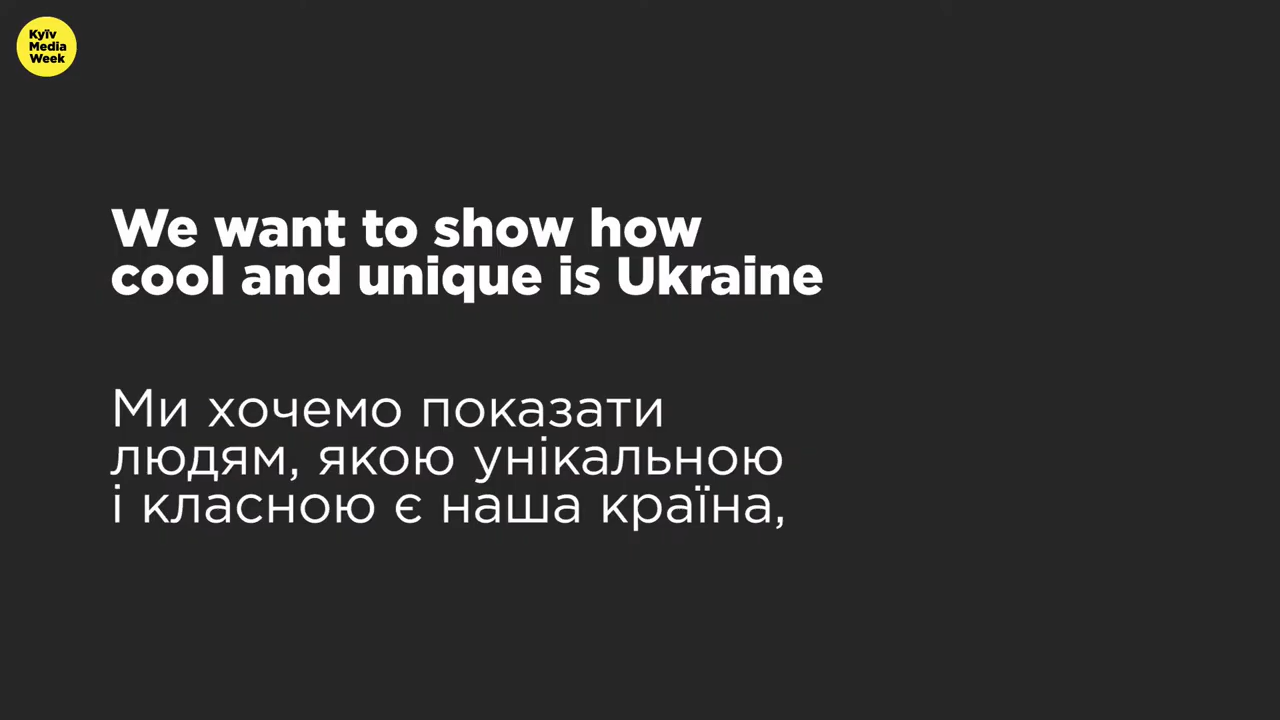 Kyїv
Media
Week
We want to show how
cool and unique is Ukraine
Ми хочемо показати
людям, якою унікальною
і класною є наша країна,